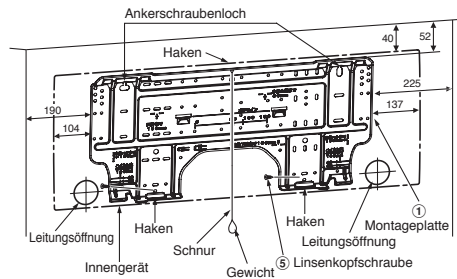 Ankerschraubenloch
Haken
40
52
190
104
225
137
Leitungsöffnung
Haken
Innengerät
Schnur
Gewicht
Haken
⑤ Linsenkopfschraube
Leitungsöffnung
①
Montageplatte